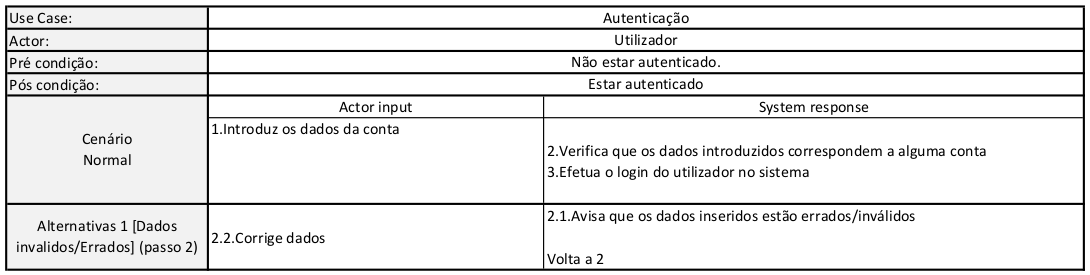 Use Case:
Autenticação
Actor:
Utilizador
Pré condição:
Não estar autenticado.
Pós condição:
Estar autenticado
Cenário
Normal
Actor input
System response
1.Introduz os dados da conta
2.Verifica que os dados introduzidos correspondem a alguma conta
3.Efetua o login do utilizador no sistema
Alternativas 1 [Dados
invalidos/Errados] (passo 2)
2.2.Corrige dados
2.1.Avisa que os dados inseridos estão errados/inválidos
Volta a 2